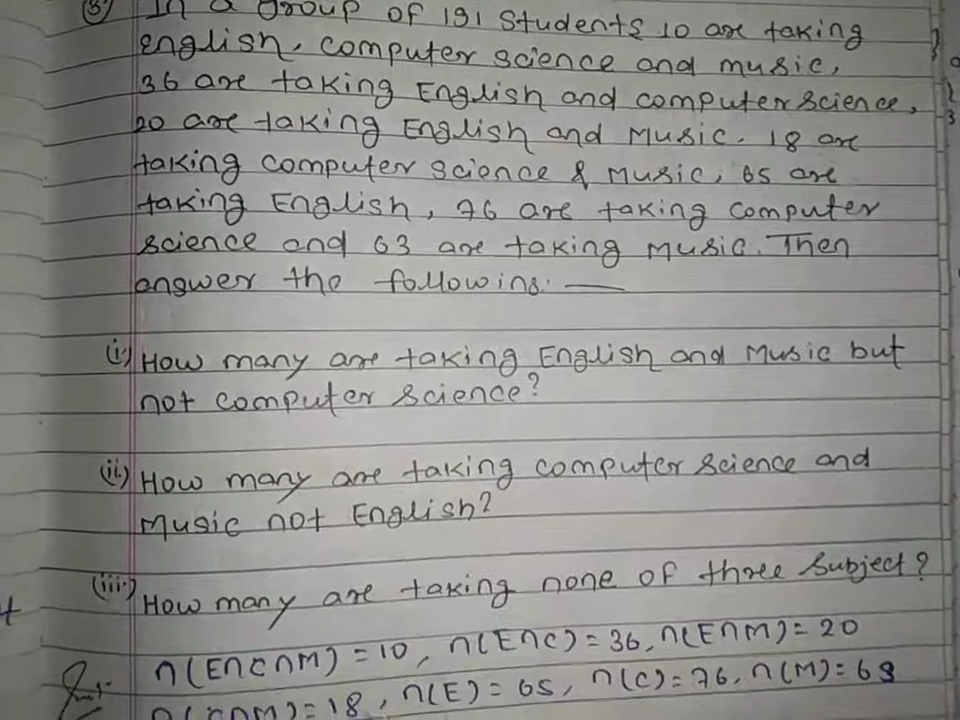 (3) In a Group of 191 Students 10 are taking
English, computer science and music,
36 are taking English and computer science,
20 are taking English and Music. 18 are
taking computer science & Music, 65 are
taking English, 76 are taking computer
science and 63 are taking music. Then
answer the following: —
(i) How many are taking English and Music but
not computer science?
(ii) How many are taking computer science and
Music not English?
(iii) How many are taking none of three Subject?
n(E∩C∩M) = 10, n(E∩C) = 36, n(E∩M) = 20
n(C∩M) = 18, n(E) = 65, n(C) = 76, n(M) = 63